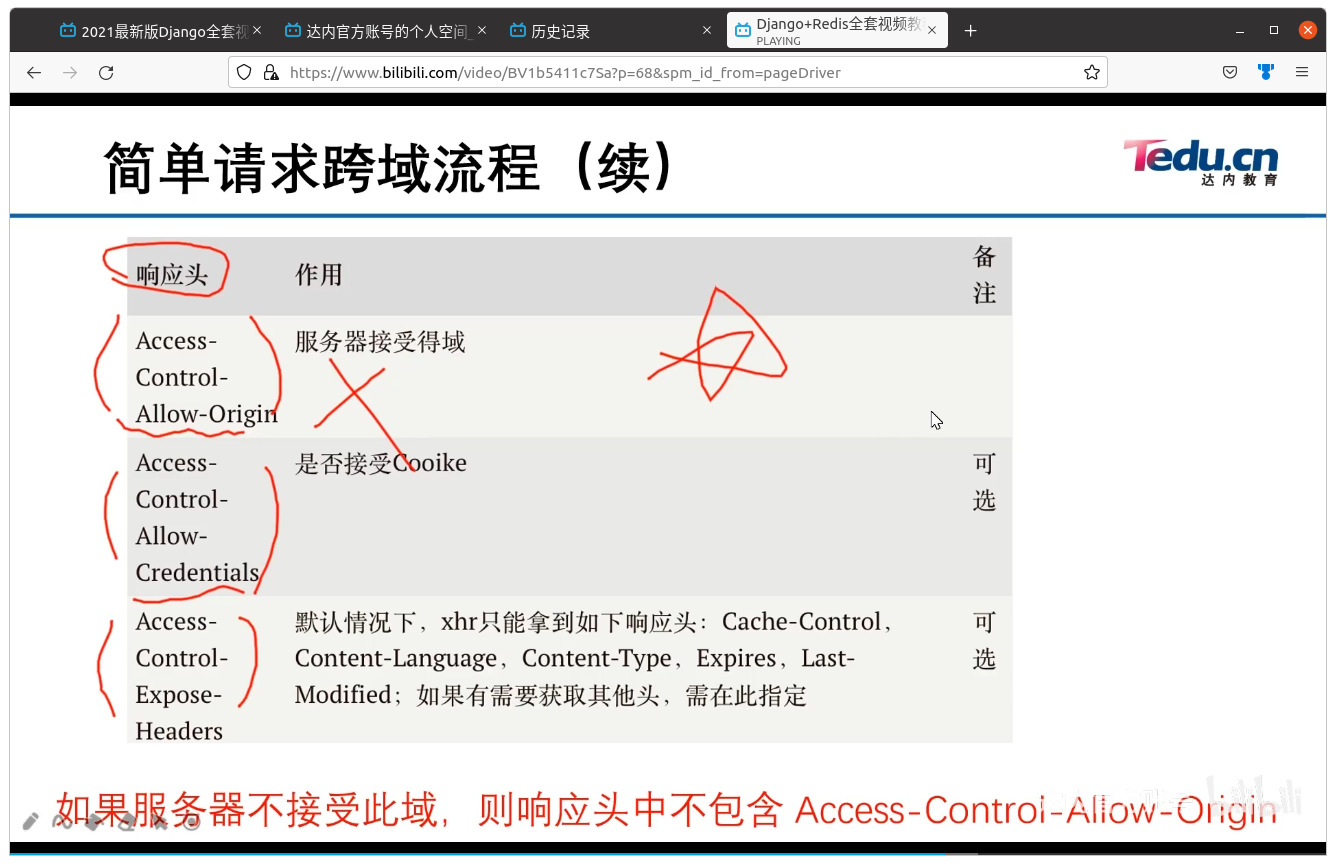 2021最新版Django全套视
达内官方账号的个人空间_
历史记录
Django+Redis全套视频教
PLAYING
https://www.bilibili.com/video/BV1b5411c7Sa?p=68&spm_id_from=pageDriver
简单请求跨域流程（续）
Tedu.cn
达内教育
响应头 作用 备
注
Access- 服务器接受得域
Control-
Allow-Origin
Access- 是否接受Cooike 可
Control- 选
Allow-
Credentials
Access- 默认情况下，xhr只能拿到如下响应头：Cache-Control， 可
Control- Content-Language，Content-Type，Expires，Last- 选
Expose- Modified；如果有需要获取其他头，需在此指定
Headers
如果服务器不接受此域，则响应头中不包含 Access-Control-Allow-Origin
bilibili